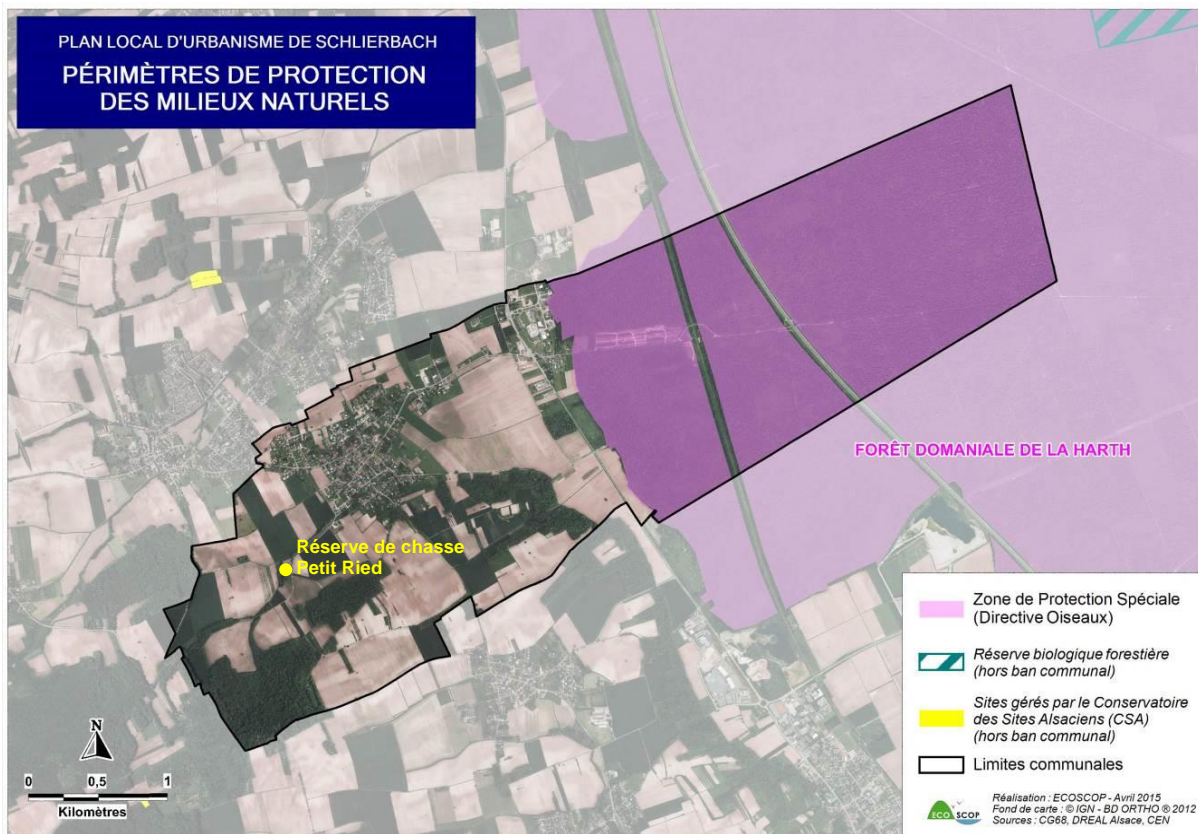 PLAN LOCAL D'URBANISME DE SCHLIERBACH
PÉRIMÈTRES DE PROTECTION
DES MILIEUX NATURELS
FORÊT DOMANIALE DE LA HARTH
Réserve de chasse
Petit Ried
N
0 0,5 1
Kilomètres
Zone de Protection Spéciale
(Directive Oiseaux)
Réserve biologique forestière
(hors ban communal)
Sites gérés par le Conservatoire
des Sites Alsaciens (CSA)
(hors ban communal)
Limites communales
ECO SCOP
Réalisation : ECOSCOP - Avril 2015
Fond de carte : © IGN - BD ORTHO ® 2012
Sources : CG68, DREAL Alsace, CEN